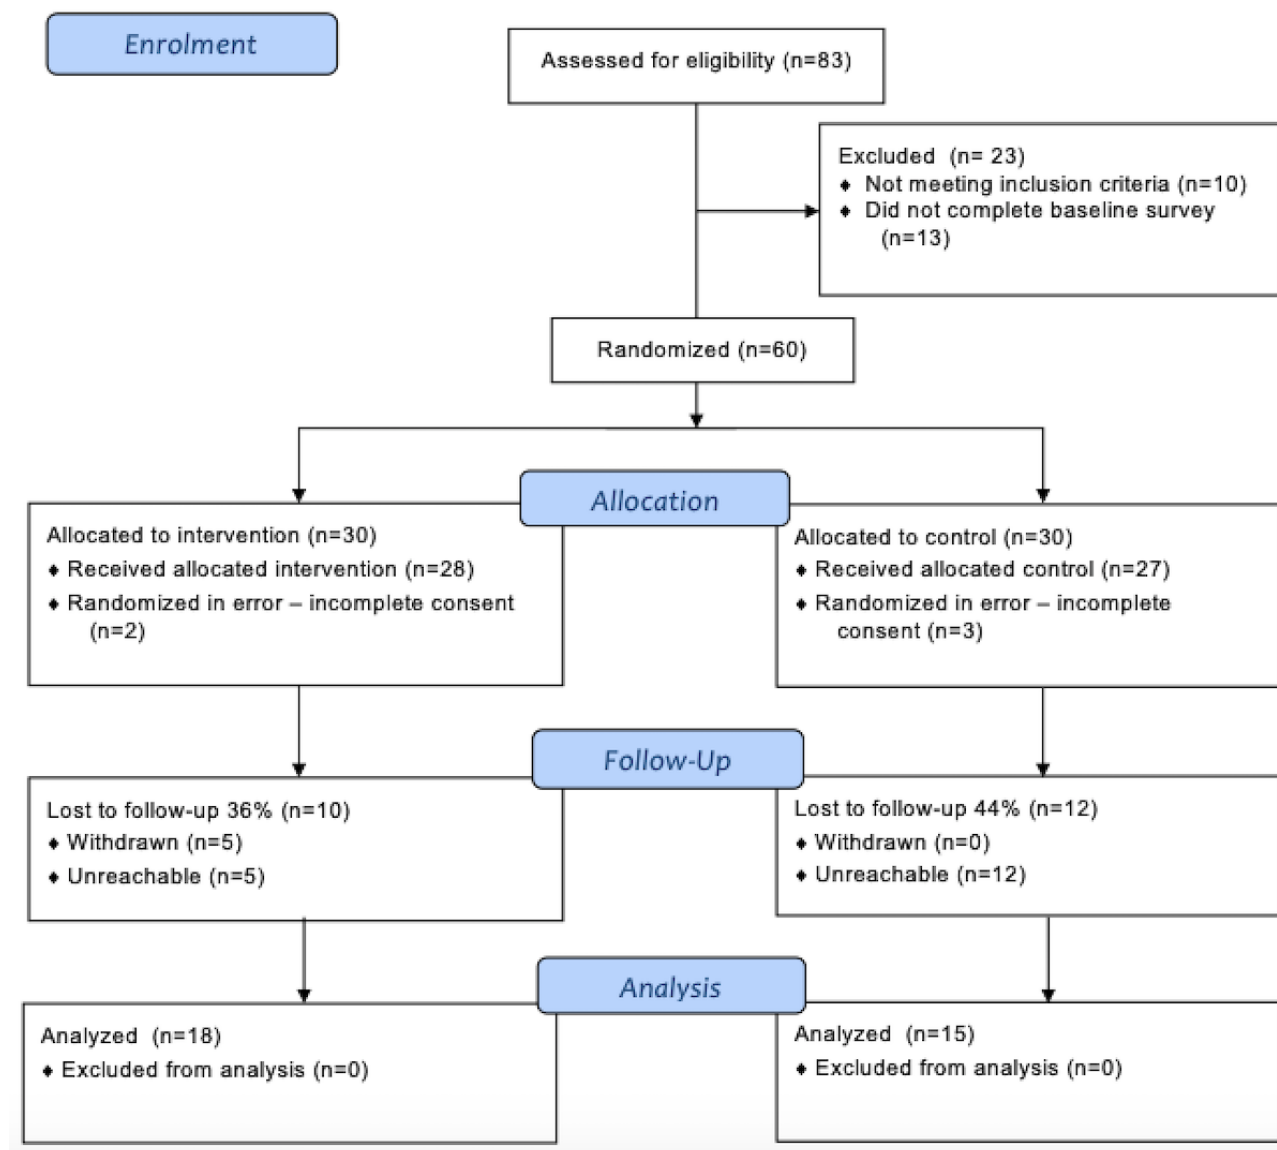 Enrolment
Assessed for eligibility (n=83)
Excluded  (n= 23)
♦ Not meeting inclusion criteria (n=10)
♦ Did not complete baseline survey
(n=13)
Randomized (n=60)
Allocation
Allocated to intervention (n=30)
♦ Received allocated intervention (n=28)
♦ Randomized in error – incomplete consent
(n=2)
Allocated to control (n=30)
♦ Received allocated control (n=27)
♦ Randomized in error – incomplete
consent (n=3)
Follow-Up
Lost to follow-up 36% (n=10)
♦ Withdrawn (n=5)
♦ Unreachable (n=5)
Lost to follow-up 44% (n=12)
♦ Withdrawn (n=0)
♦ Unreachable (n=12)
Analysis
Analyzed  (n=18)
♦ Excluded from analysis (n=0)
Analyzed  (n=15)
♦ Excluded from analysis (n=0)